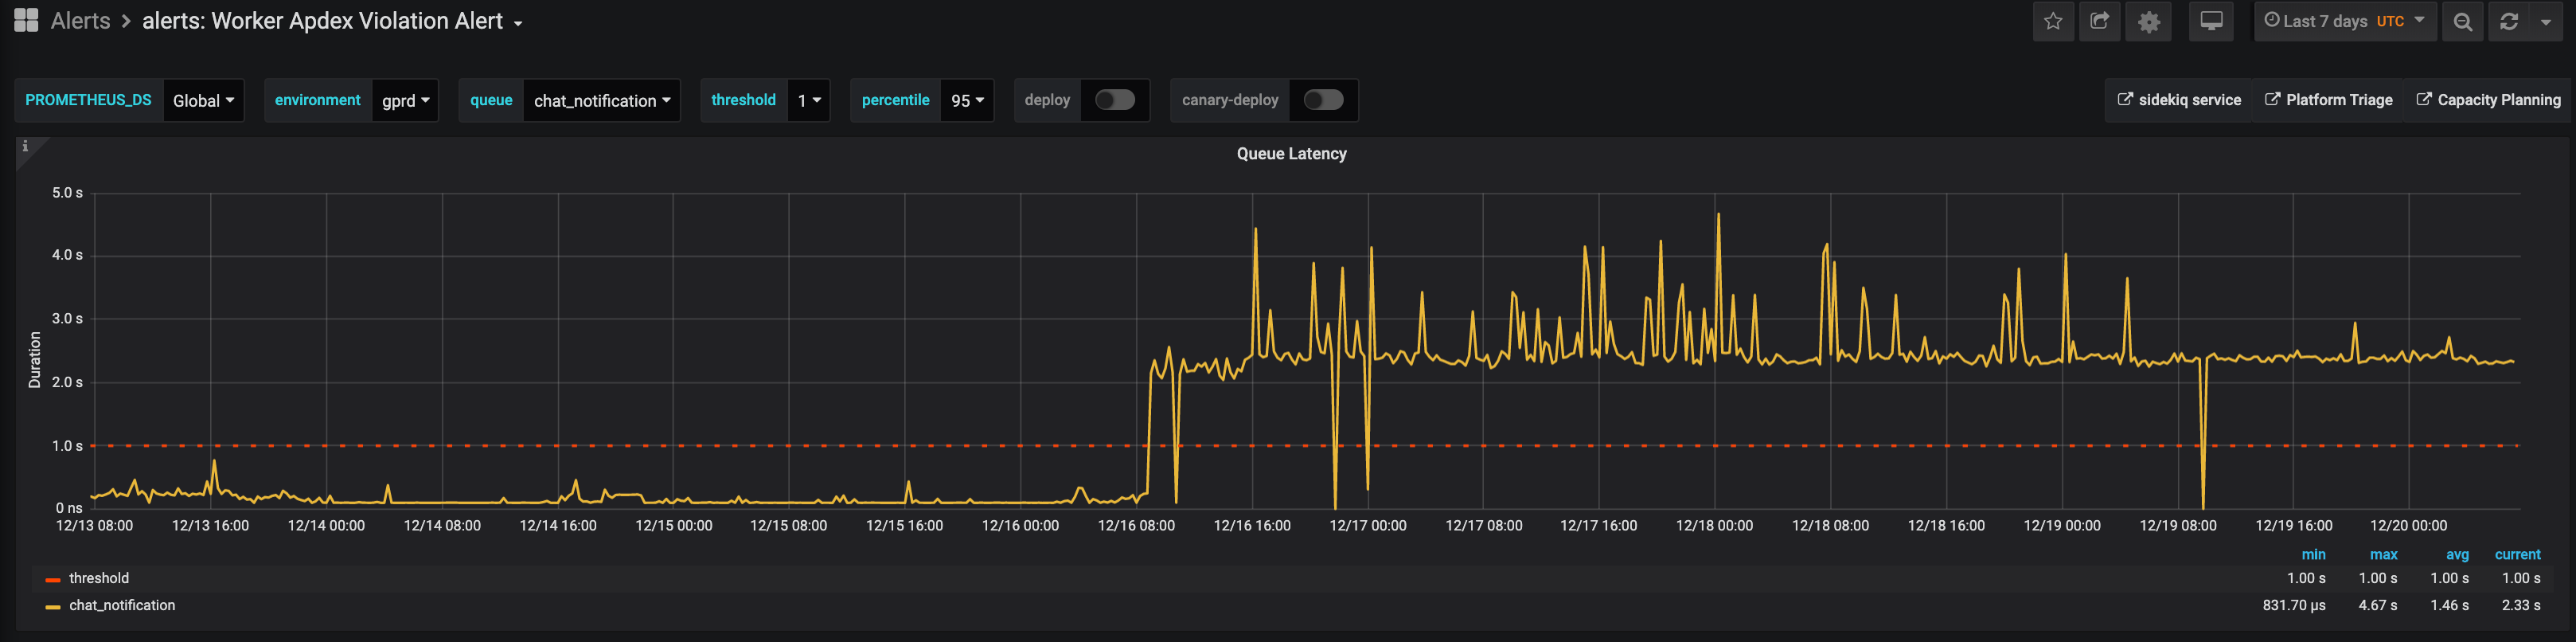 Alerts > alerts: Worker Apdex Violation Alert
Last 7 days UTC
PROMETHEUS_DS Global environment gprd queue chat_notification threshold 1 percentile 95 deploy canary-deploy sidekiq service Platform Triage Capacity Planning
i
Queue Latency
Duration
5.0 s
4.0 s
3.0 s
2.0 s
1.0 s
0 ns
12/13 08:00 12/13 16:00 12/14 00:00 12/14 08:00 12/14 16:00 12/15 00:00 12/15 08:00 12/15 16:00 12/16 00:00 12/16 08:00 12/16 16:00 12/17 00:00 12/17 08:00 12/17 16:00 12/18 00:00 12/18 08:00 12/18 16:00 12/19 00:00 12/19 08:00 12/19 16:00 12/20 00:00
min max avg current
threshold 1.00 s 1.00 s 1.00 s 1.00 s
chat_notification 831.70 µs 4.67 s 1.46 s 2.33 s